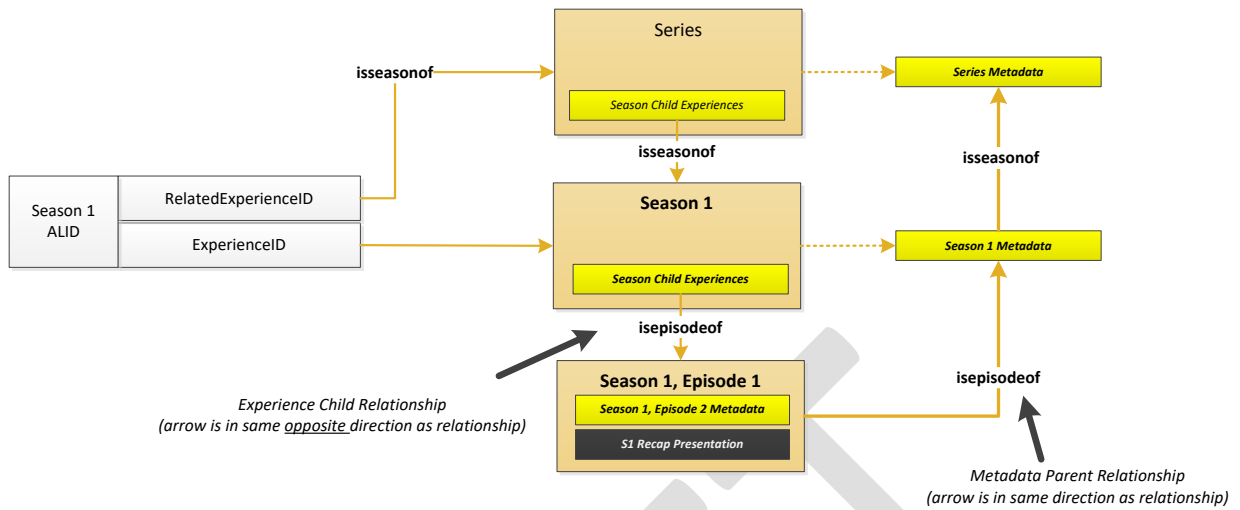 Series
isseasonof
Series Metadata
Season Child Experiences
isseasonof
isseasonof
RelatedExperienceID
Season 1
ALID
ExperienceID
Season 1
Season 1 Metadata
Season Child Experiences
isepisodeof
Season 1, Episode 1
isepisodeof
Season 1, Episode 2 Metadata
S1 Recap Presentation
Experience Child Relationship
(arrow is in same opposite direction as relationship)
Metadata Parent Relationship
(arrow is in same direction as relationship)